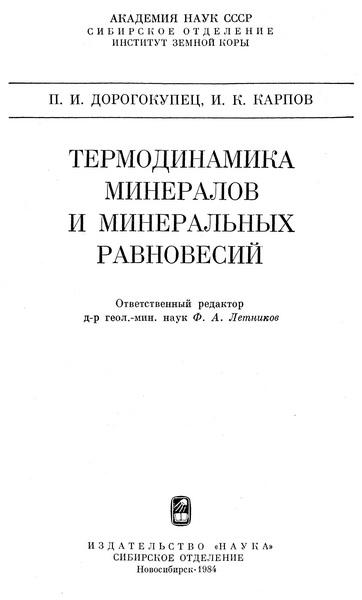 АКАДЕМИЯ НАУК СССР
СИБИРСКОЕ ОТДЕЛЕНИЕ
ИНСТИТУТ ЗЕМНОЙ КОРЫ
П. И. ДОРОГОКУПЕЦ, И. К. КАРПОВ
ТЕРМОДИНАМИКА
МИНЕРАЛОВ
И МИНЕРАЛЬНЫХ
РАВНОВЕСИЙ
Ответственный редактор
д-р геол.-мин. наук Ф. А. Летников
ИЗДАТЕЛЬСТВО «НАУКА»
СИБИРСКОЕ ОТДЕЛЕНИЕ
Новосибирск·1984